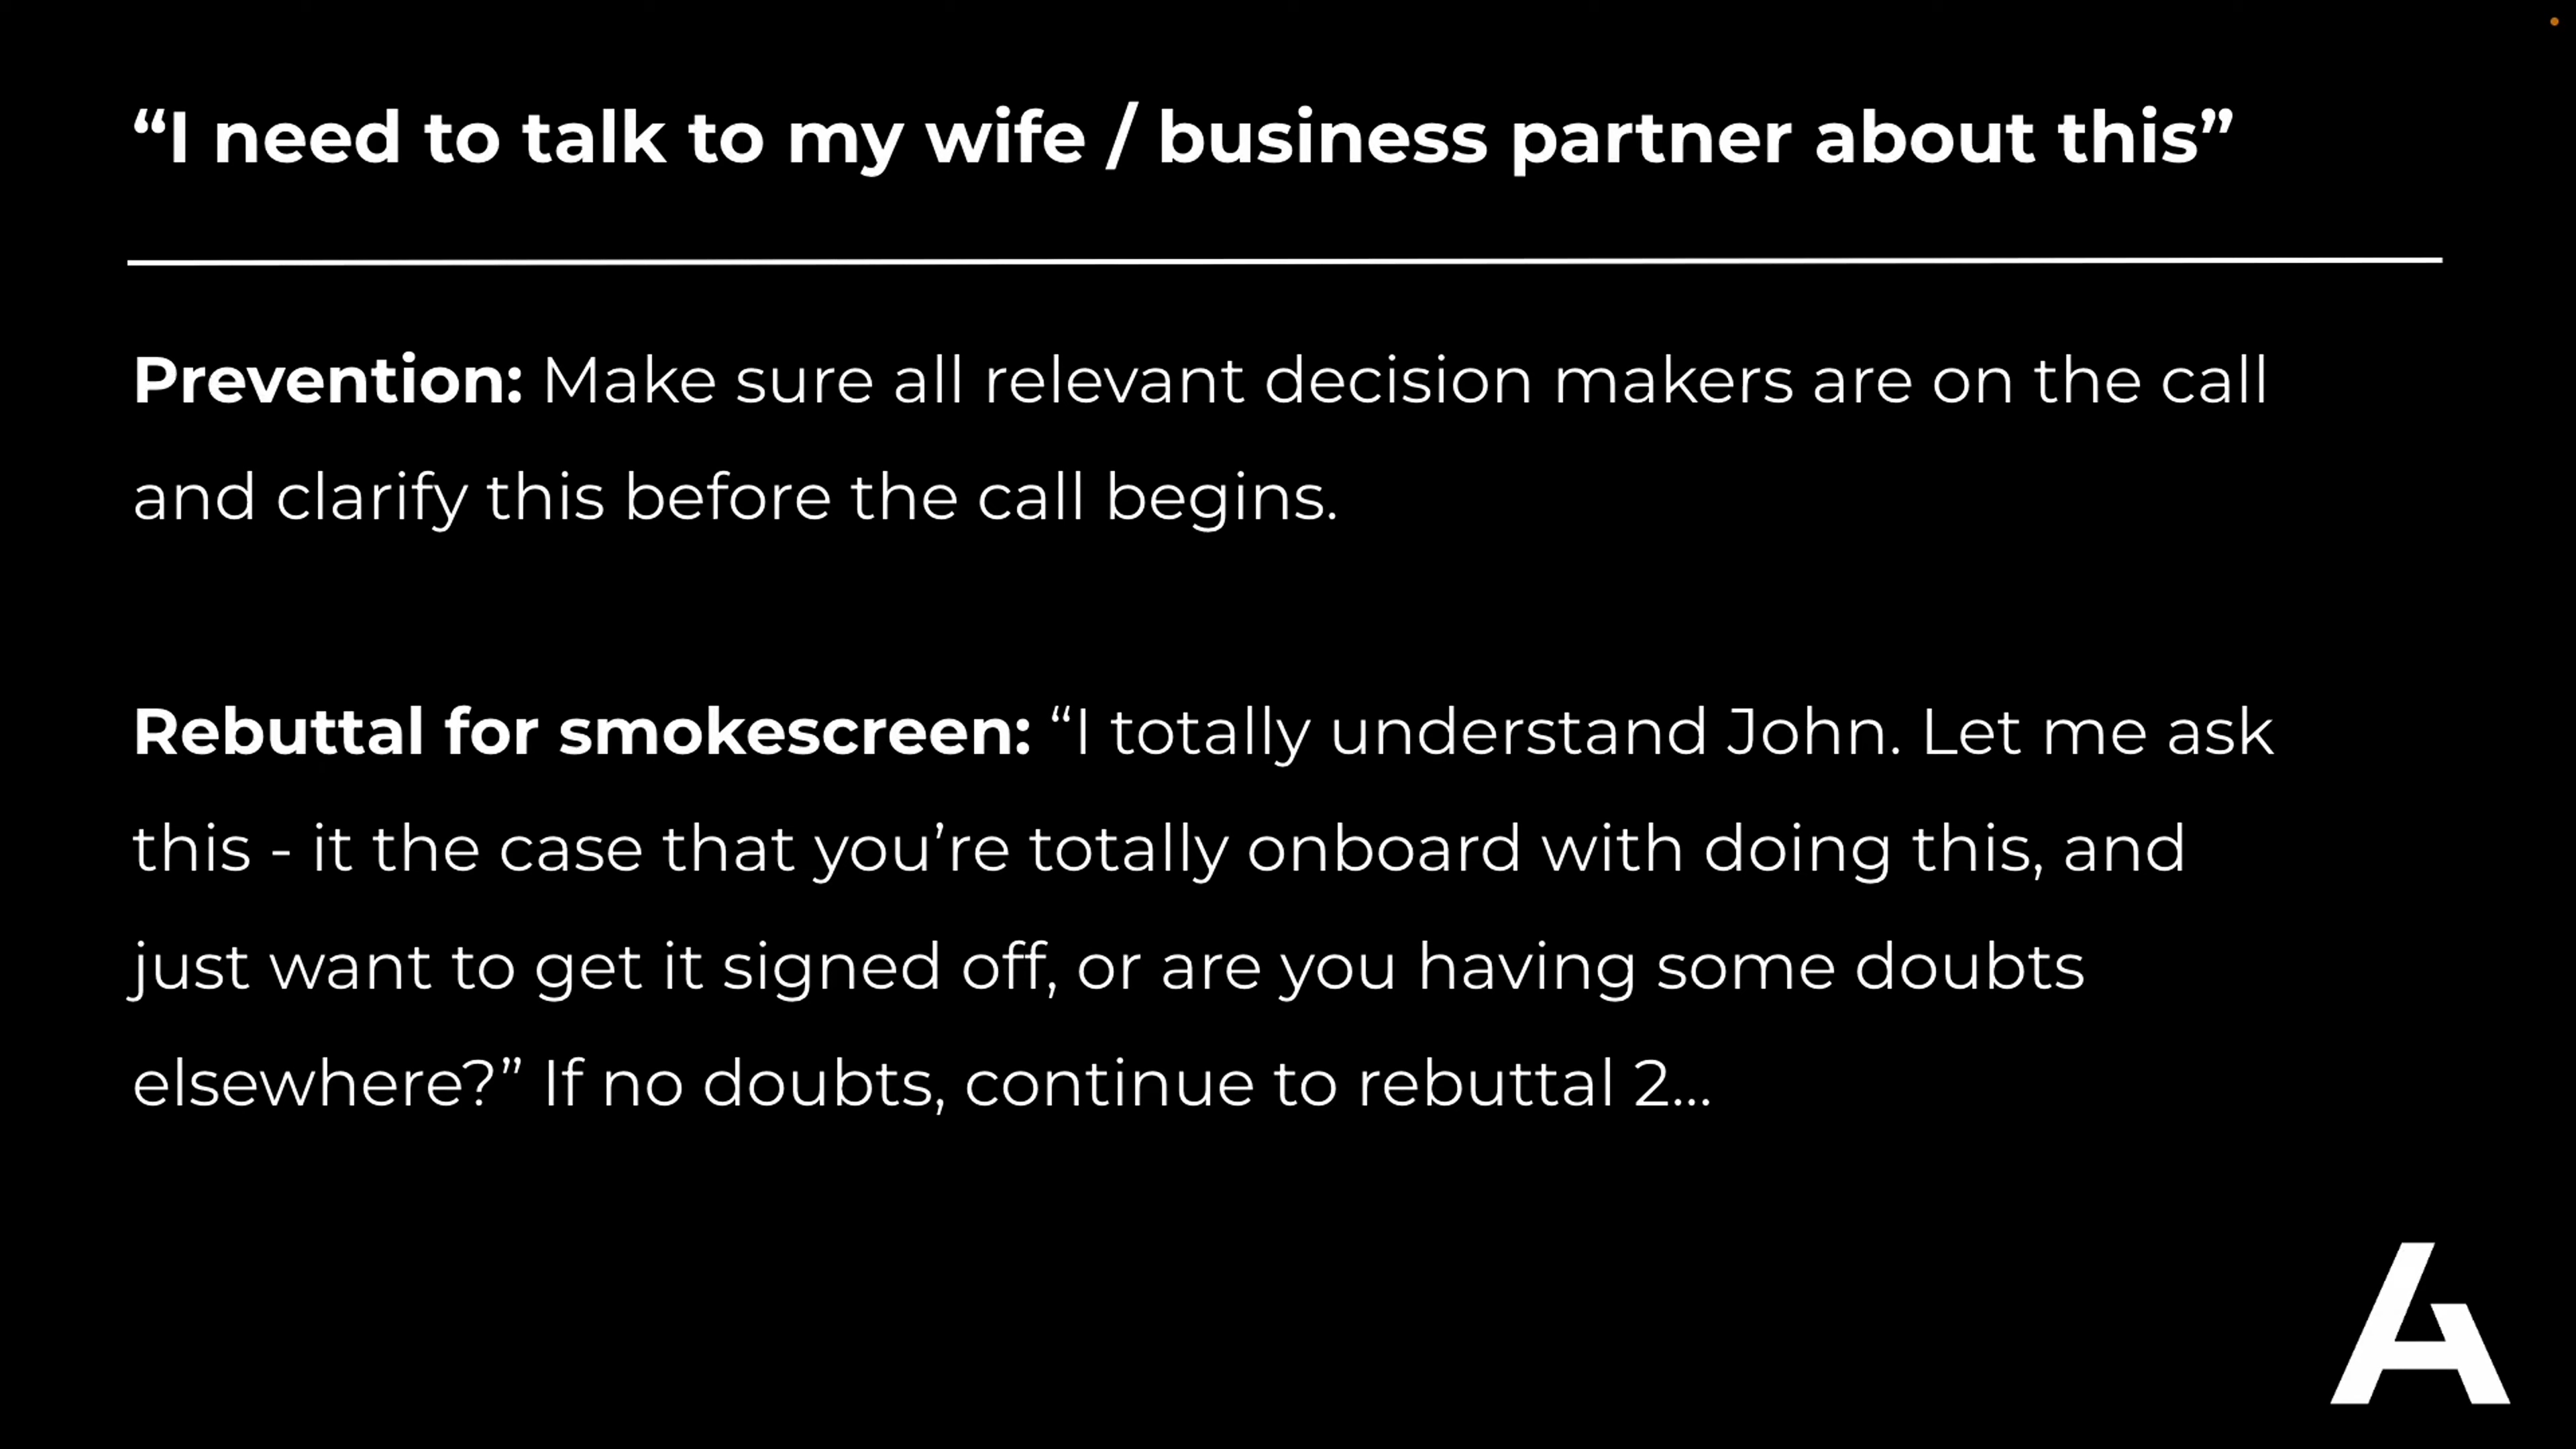 “I need to talk to my wife / business partner about this”
Prevention: Make sure all relevant decision makers are on the call
and clarify this before the call begins.
Rebuttal for smokescreen: “I totally understand John. Let me ask
this - it the case that you’re totally onboard with doing this, and
just want to get it signed off, or are you having some doubts
elsewhere?” If no doubts, continue to rebuttal 2...